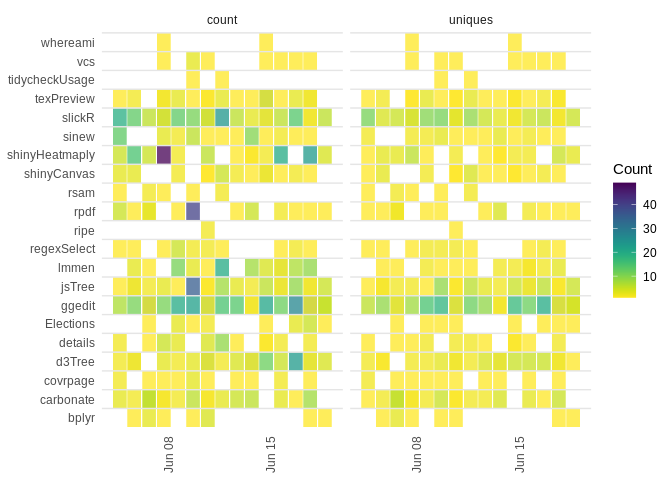 count uniques
whereami
vcs
tidycheckUsage
texPreview
slickR
sinew
shinyHeatmaply
shinyCanvas
rsam
rpdf
ripe
regexSelect
lmmen
jsTree
ggedit
Elections
details
d3Tree
covrpage
carbonate
bplyr
Jun 08 Jun 15 Jun 08 Jun 15
Count
40
30
20
10